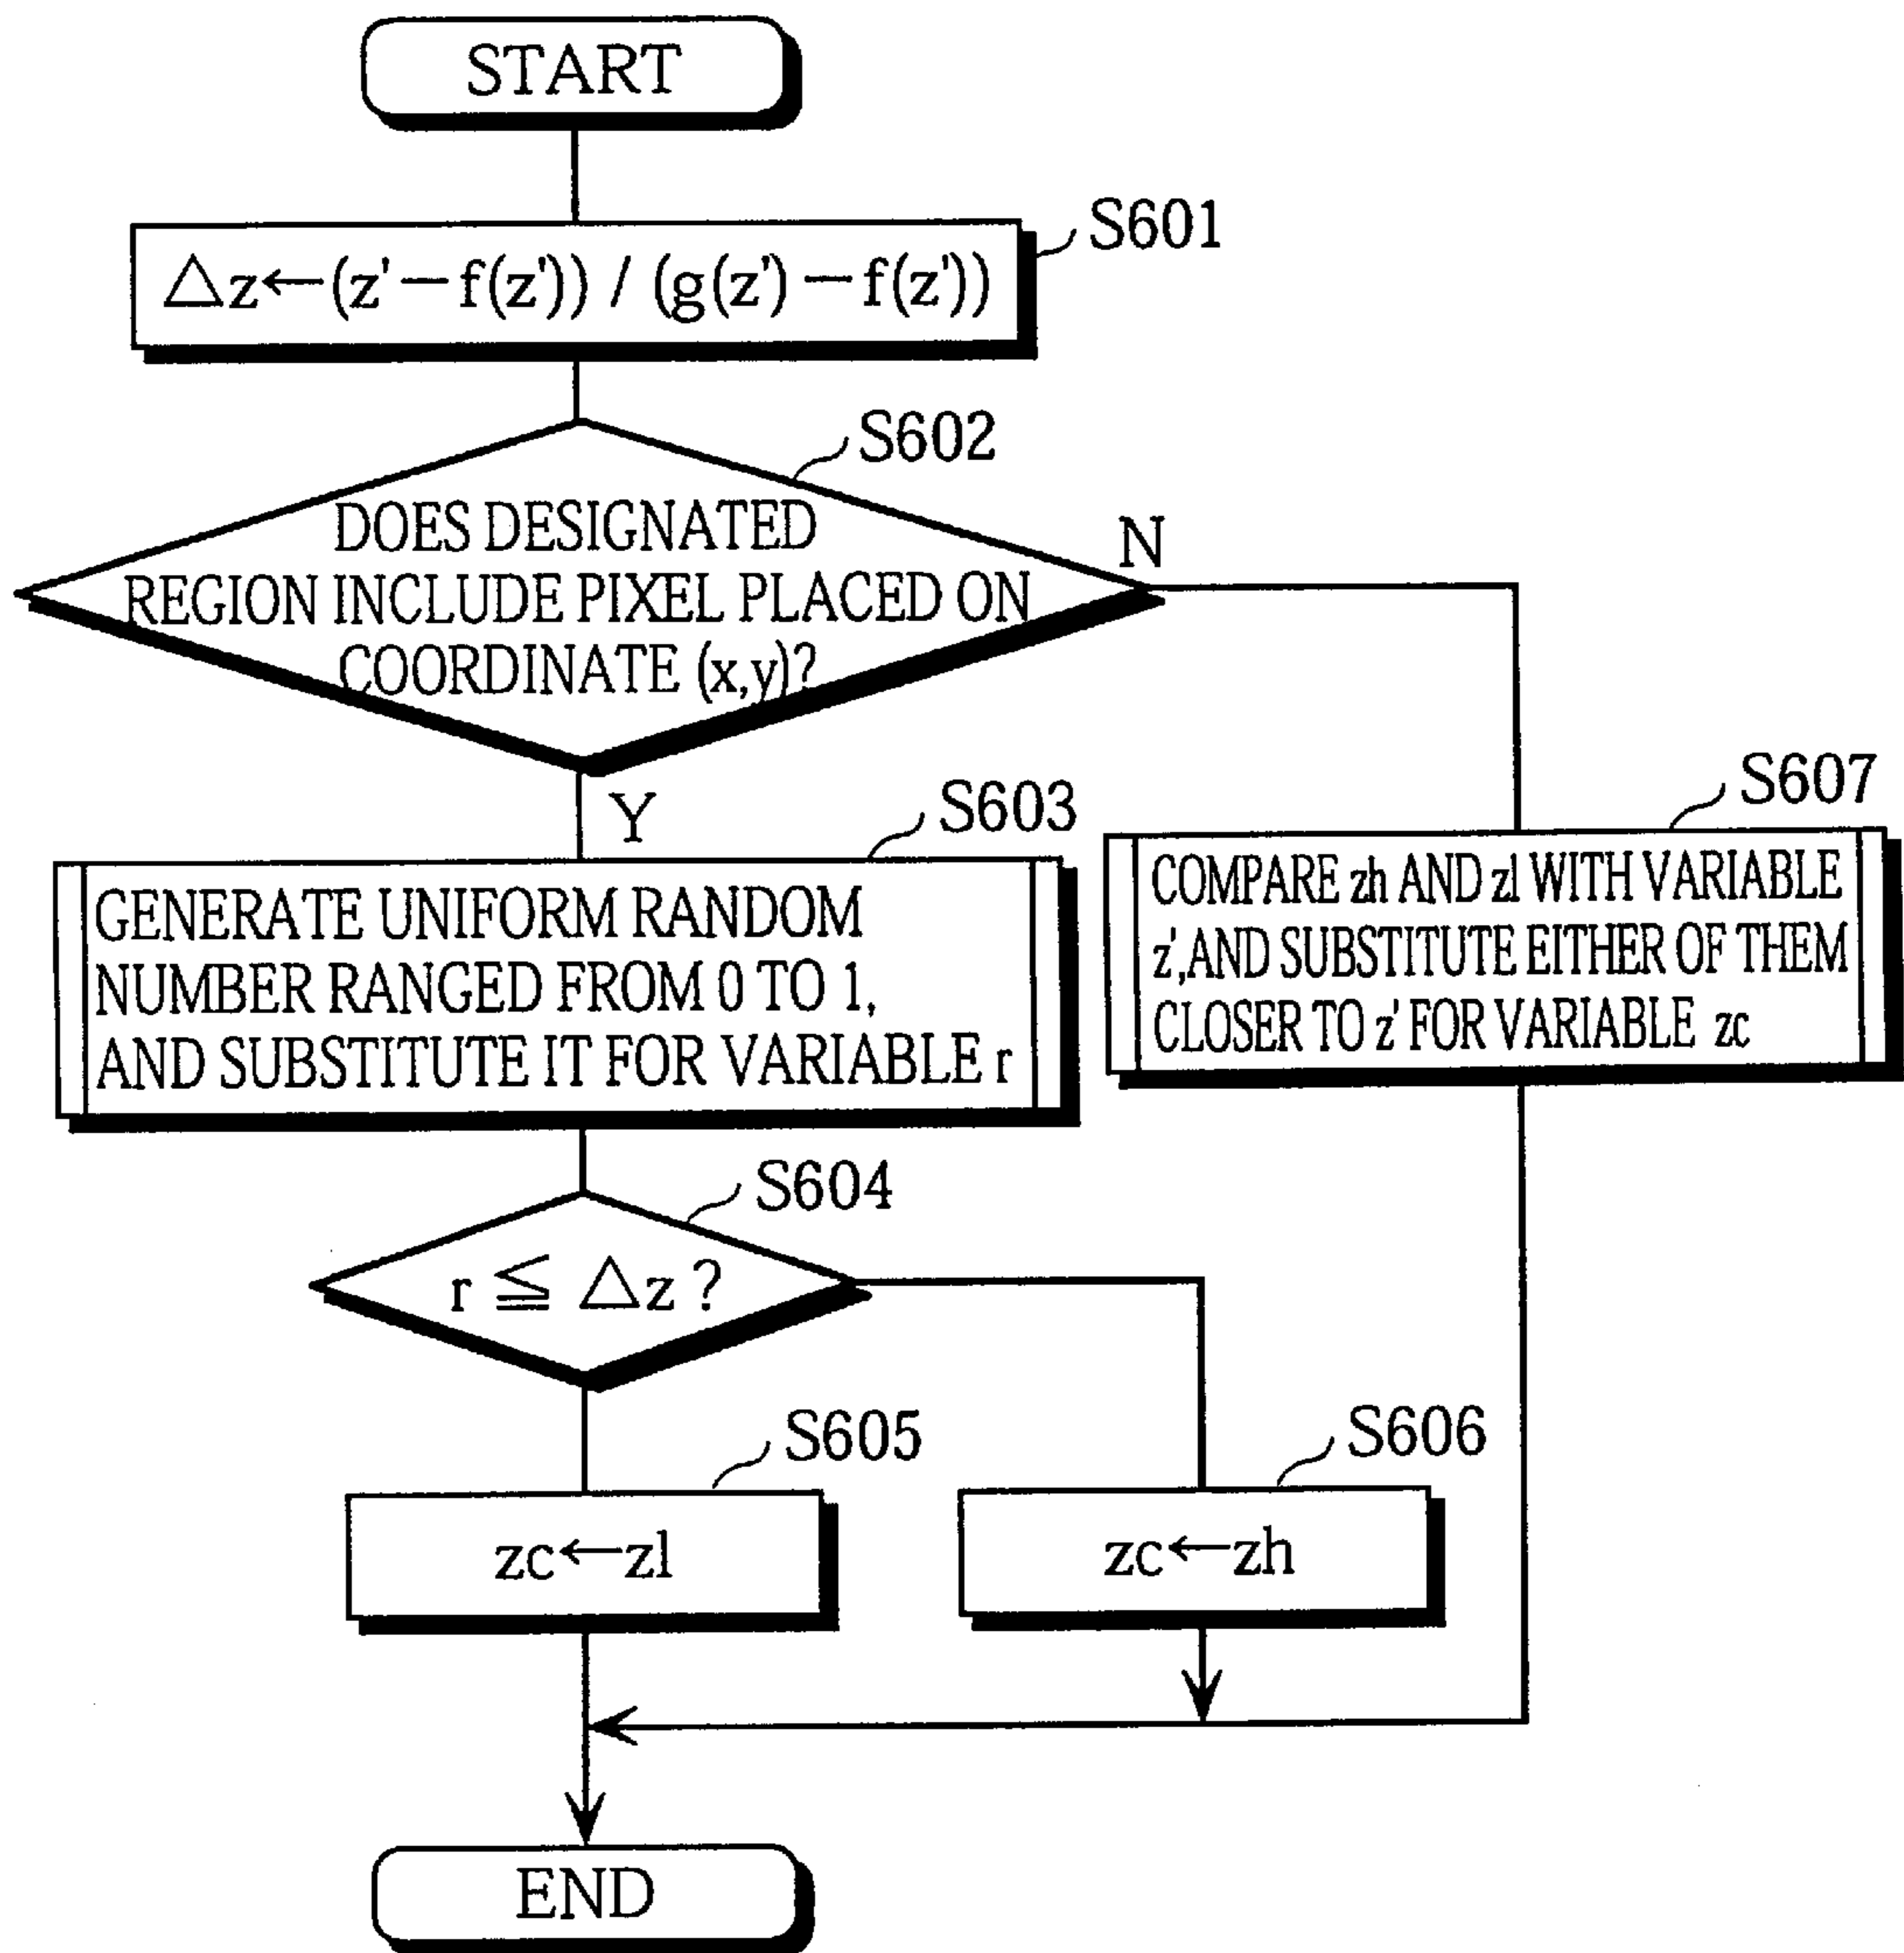 START
S601
△z←(z'−f(z')) / (g(z')−f(z'))
S602
DOES DESIGNATED
REGION INCLUDE PIXEL PLACED ON
COORDINATE (x,y)?
N
Y
S603
GENERATE UNIFORM RANDOM
NUMBER RANGED FROM 0 TO 1,
AND SUBSTITUTE IT FOR VARIABLE r
S607
COMPARE zh AND zl WITH VARIABLE
z',AND SUBSTITUTE EITHER OF THEM
CLOSER TO z' FOR VARIABLE zc
S604
r ≦ △z ?
S605
zc←zl
S606
zc←zh
END